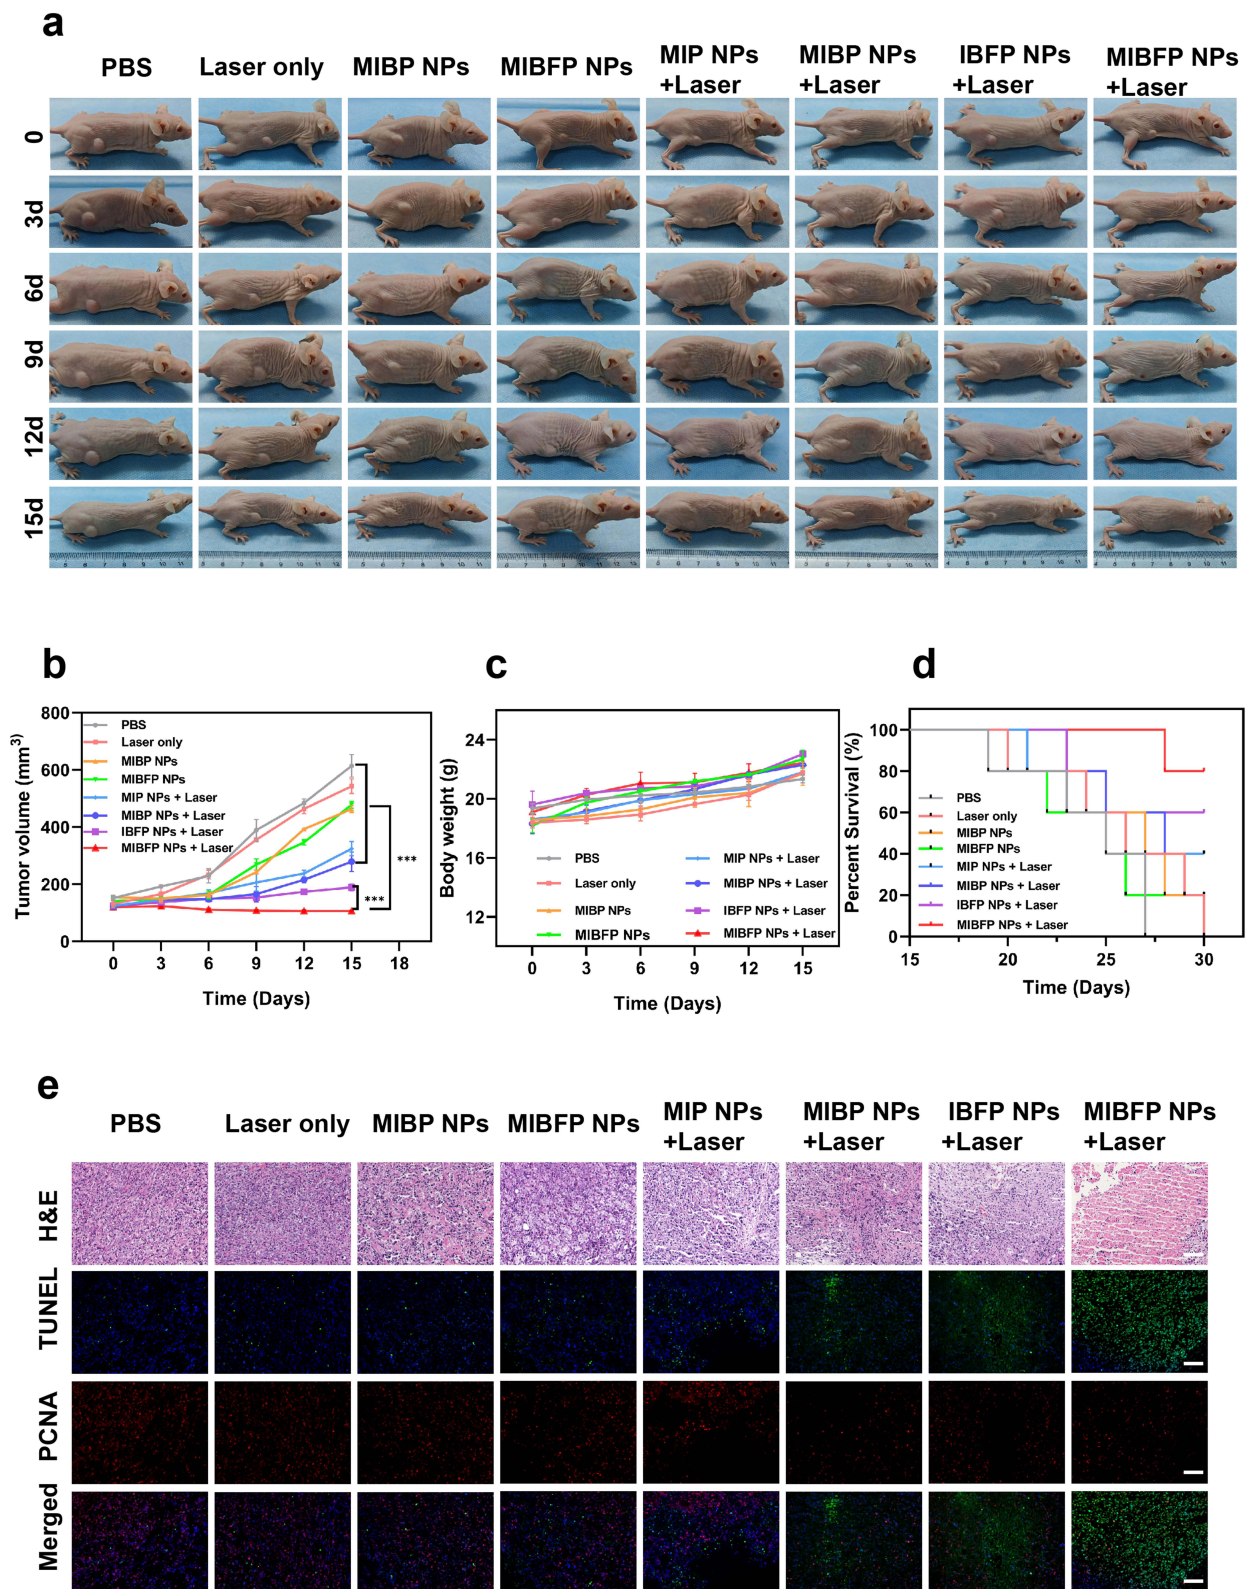 a
PBS
Laser only
MIBP NPs
MIBFP NPs
MIP NPs
+Laser
MIBP NPs
+Laser
IBFP NPs
+Laser
MIBFP NPs
+Laser
0
3d
6d
9d
12d
15d
b
Tumor volume (mm³)
800
600
400
200
0
PBS
Laser only
MIBP NPs
MIBFP NPs
MIP NPs + Laser
MIBP NPs + Laser
IBFP NPs + Laser
MIBFP NPs + Laser
***
***
0 3 6 9 12 15 18
Time (Days)
c
Body weight (g)
24
20
16
12
PBS
Laser only
MIBP NPs
MIBFP NPs
MIP NPs + Laser
MIBP NPs + Laser
IBFP NPs + Laser
MIBFP NPs + Laser
0 3 6 9 12 15
Time (Days)
d
Percent Survival (%)
100
80
60
40
20
0
PBS
Laser only
MIBP NPs
MIBFP NPs
MIP NPs + Laser
MIBP NPs + Laser
IBFP NPs + Laser
MIBFP NPs + Laser
15 20 25 30
Time (Days)
e
PBS
Laser only
MIBP NPs
MIBFP NPs
MIP NPs
+Laser
MIBP NPs
+Laser
IBFP NPs
+Laser
MIBFP NPs
+Laser
H&E
TUNEL
PCNA
Merged